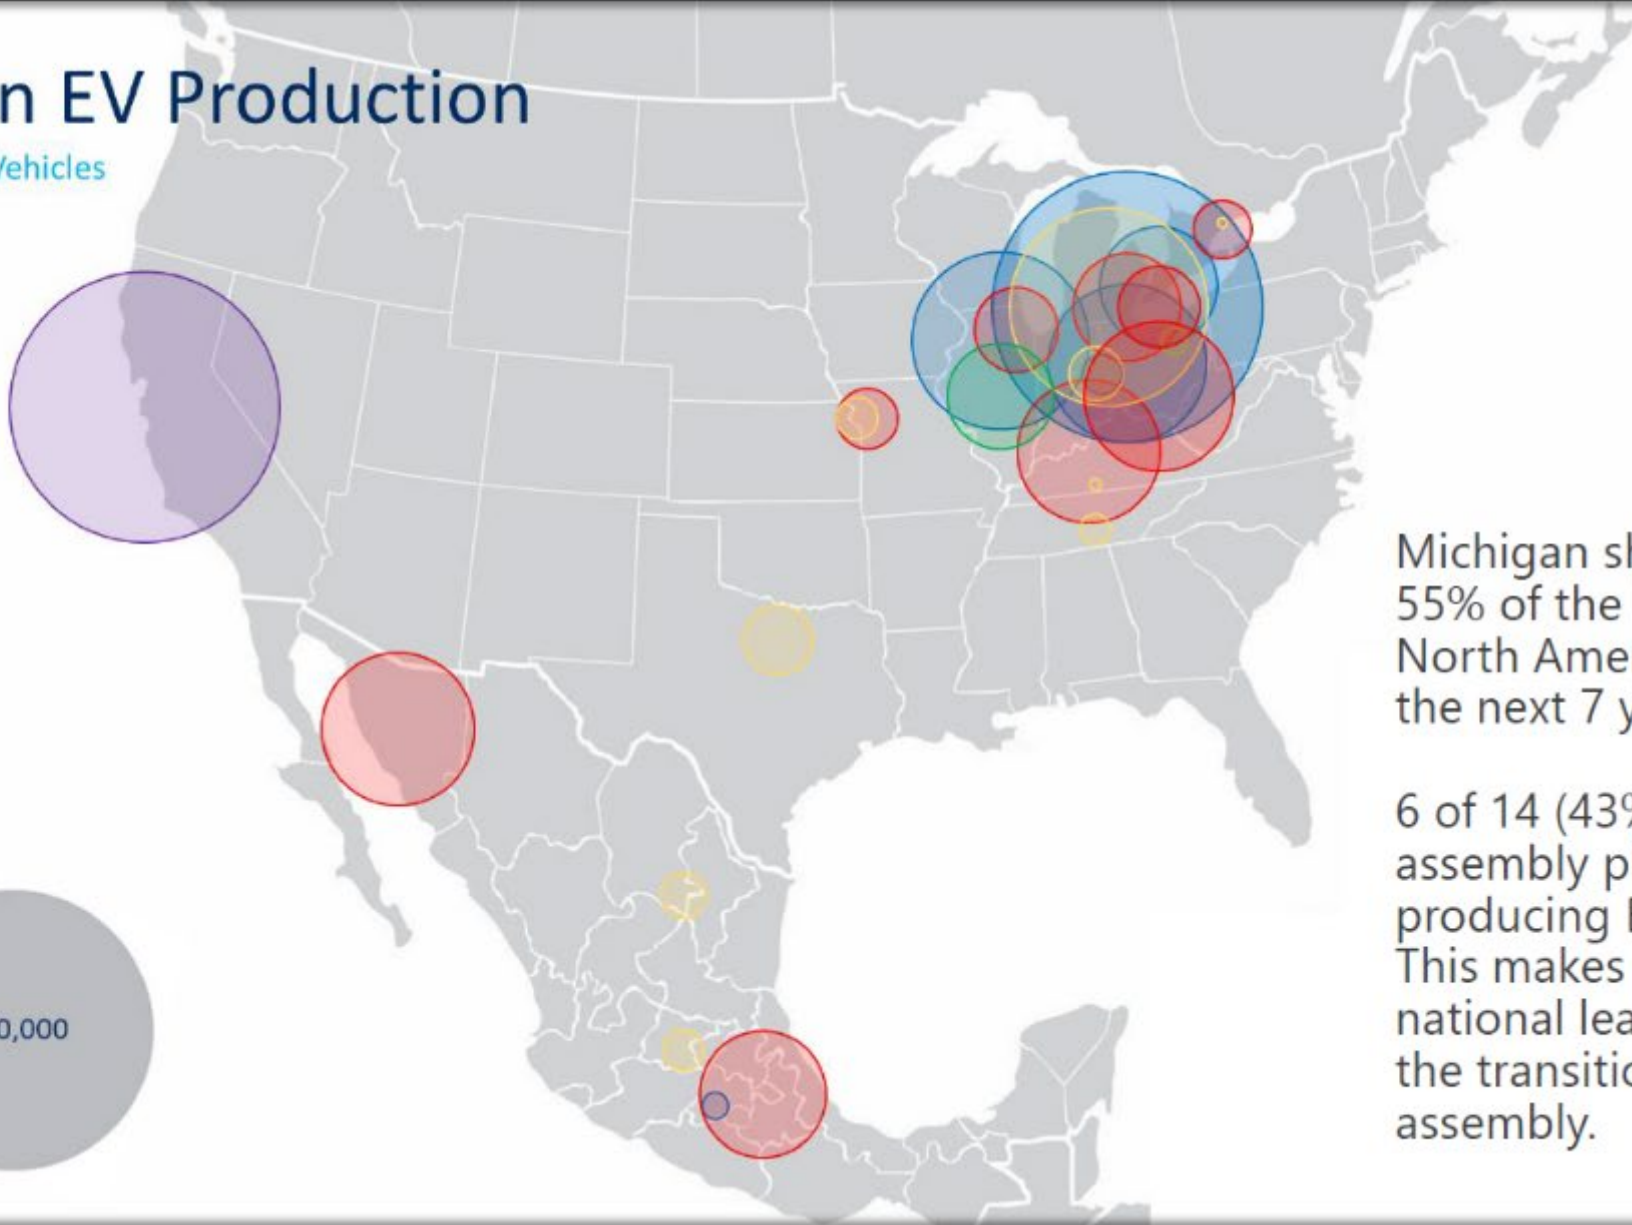 n EV Production
Vehicles
Michigan sh
55% of the
North Ame
the next 7 y
6 of 14 (43%
assembly p
producing
This makes
national lea
the transitio
assembly.
0,000